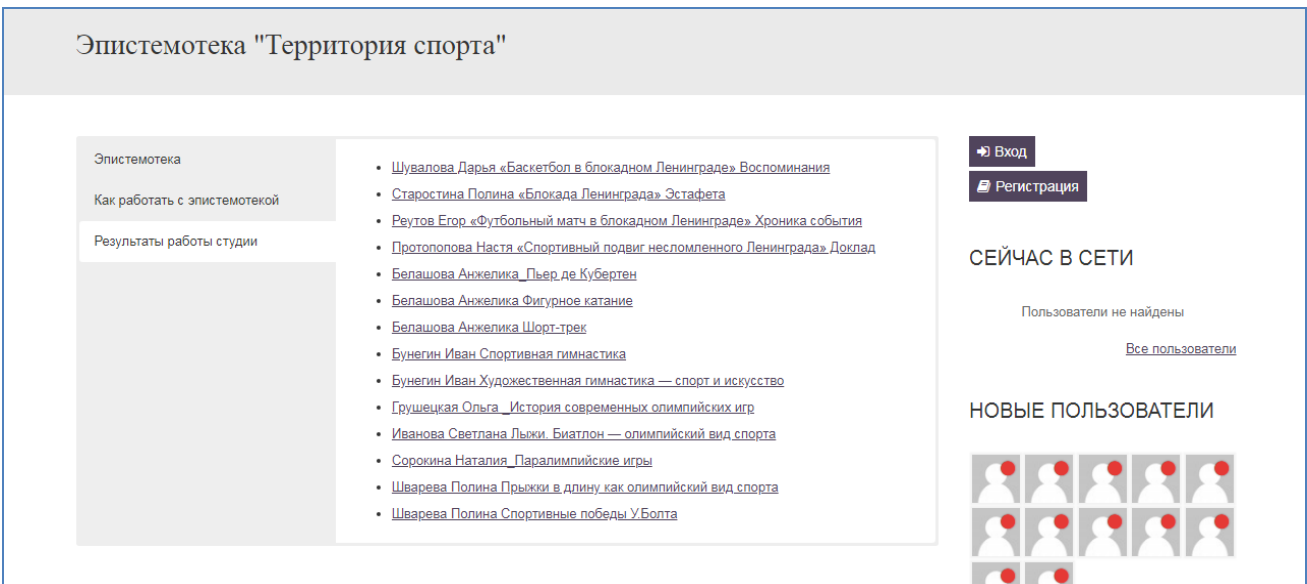 Эпистемотека "Территория спорта"
Эпистемотека
Как работать с эпистемотекой
Результаты работы студии
• Шувалова Дарья «Баскетбол в блокадном Ленинграде» Воспоминания
• Старостина Полина «Блокада Ленинграда» Эстафета
• Реутов Егор «Футбольный матч в блокадном Ленинграде» Хроника события
• Протопопова Настя «Спортивный подвиг несломленного Ленинграда» Доклад
• Белашова Анжелика_Пьер де Кубертен
• Белашова Анжелика Фигурное катание
• Белашова Анжелика Шорт-трек
• Бунегин Иван Спортивная гимнастика
• Бунегин Иван Художественная гимнастика — спорт и искусство
• Грушецкая Ольга _История современных олимпийских игр
• Иванова Светлана Лыжи. Биатлон — олимпийский вид спорта
• Сорокина Наталия_Паралимпийские игры
• Шварева Полина Прыжки в длину как олимпийский вид спорта
• Шварева Полина Спортивные победы У.Болта
Вход
Регистрация
СЕЙЧАС В СЕТИ
Пользователи не найдены
Все пользователи
НОВЫЕ ПОЛЬЗОВАТЕЛИ